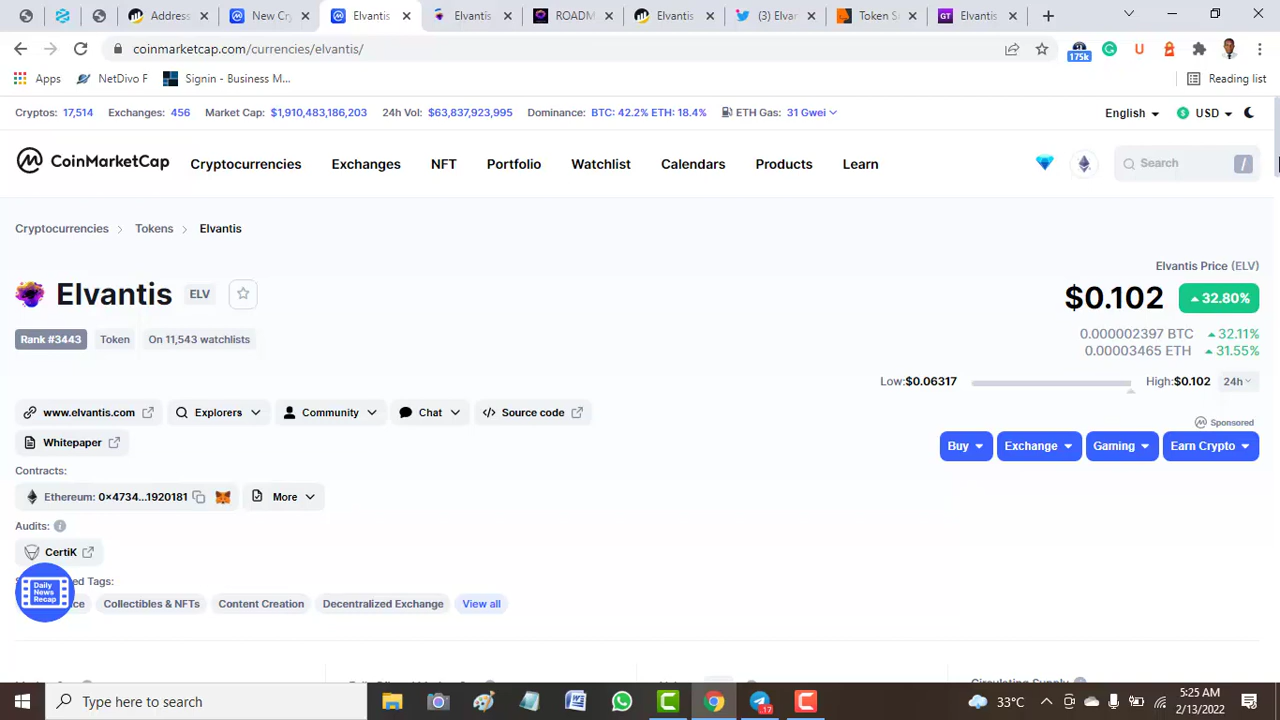 Address
New Cry
Elvantis
Elvantis
ROADM
Elvantis
(3) Elvan
Token S
Elvantis
coinmarketcap.com/currencies/elvantis/
175k
Apps
NetDivo F
Signin - Business M...
Reading list
Cryptos: 17,514
Exchanges: 456
Market Cap: $1,910,483,186,203
24h Vol: $63,837,923,995
Dominance: BTC: 42.2% ETH: 18.4%
ETH Gas: 31 Gwei
English
USD
CoinMarketCap
Cryptocurrencies
Exchanges
NFT
Portfolio
Watchlist
Calendars
Products
Learn
Search
/
Cryptocurrencies
Tokens
Elvantis
Elvantis Price (ELV)
Elvantis
ELV
$0.102
32.80%
Rank #3443
Token
On 11,543 watchlists
0.000002397 BTC
32.11%
0.00003465 ETH
31.55%
Low: $0.06317
High: $0.102
24h
www.elvantis.com
Explorers
Community
Chat
Source code
Sponsored
Whitepaper
Buy
Exchange
Gaming
Earn Crypto
Contracts:
Ethereum: 0x4734...1920181
More
Audits:
CertiK
Daily
News
Recap
ed Tags:
ce
Collectibles & NFTs
Content Creation
Decentralized Exchange
View all
Circulating Supply
Type here to search
17
33°C
5:25 AM
2/13/2022